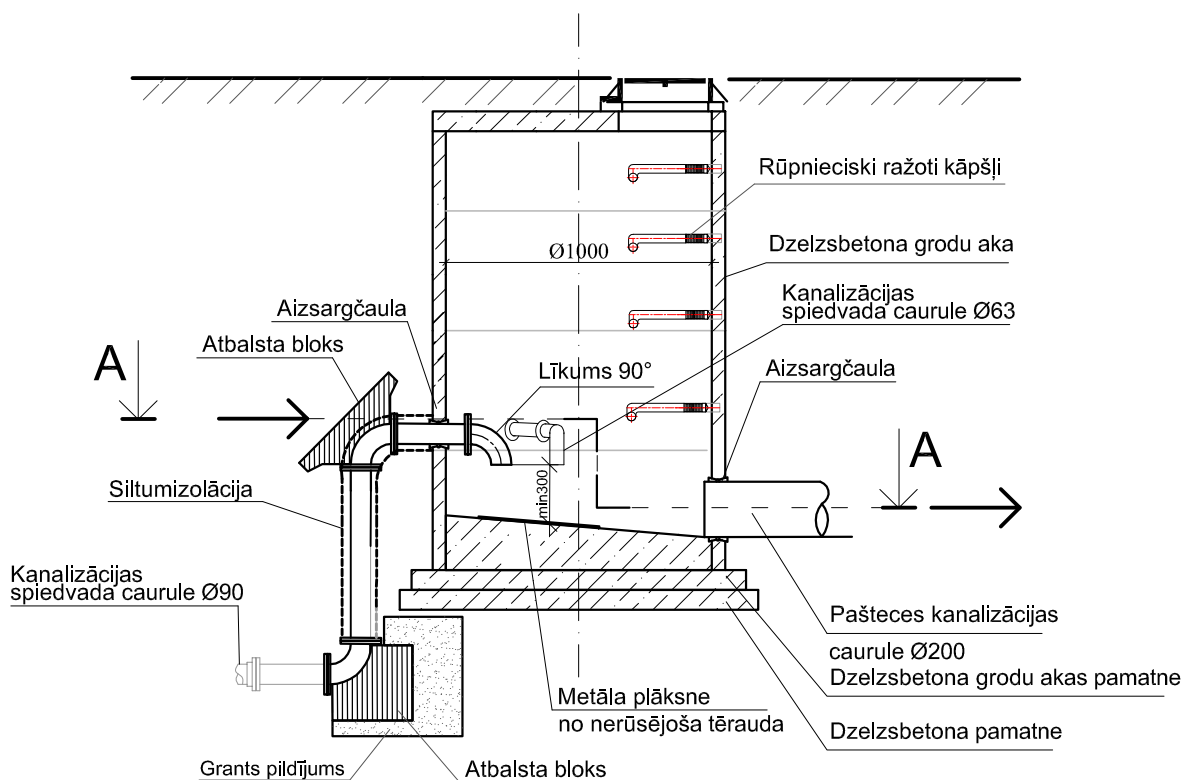 Rūpnieciski ražoti kāpšļi
Ø1000
Dzelzsbetona grodu aka
Kanalizācijas
spiedvada caurule Ø63
Aizsargčaula
Atbalsta bloks
A
Līkums 90°
Aizsargčaula
A
min300
Siltumizolācija
Kanalizācijas
spiedvada caurule Ø90
Pašteces kanalizācijas
caurule Ø200
Dzelzsbetona grodu akas pamatne
Metāla plāksne
no nerūsējoša tērauda
Dzelzsbetona pamatne
Grants pildījums
Atbalsta bloks